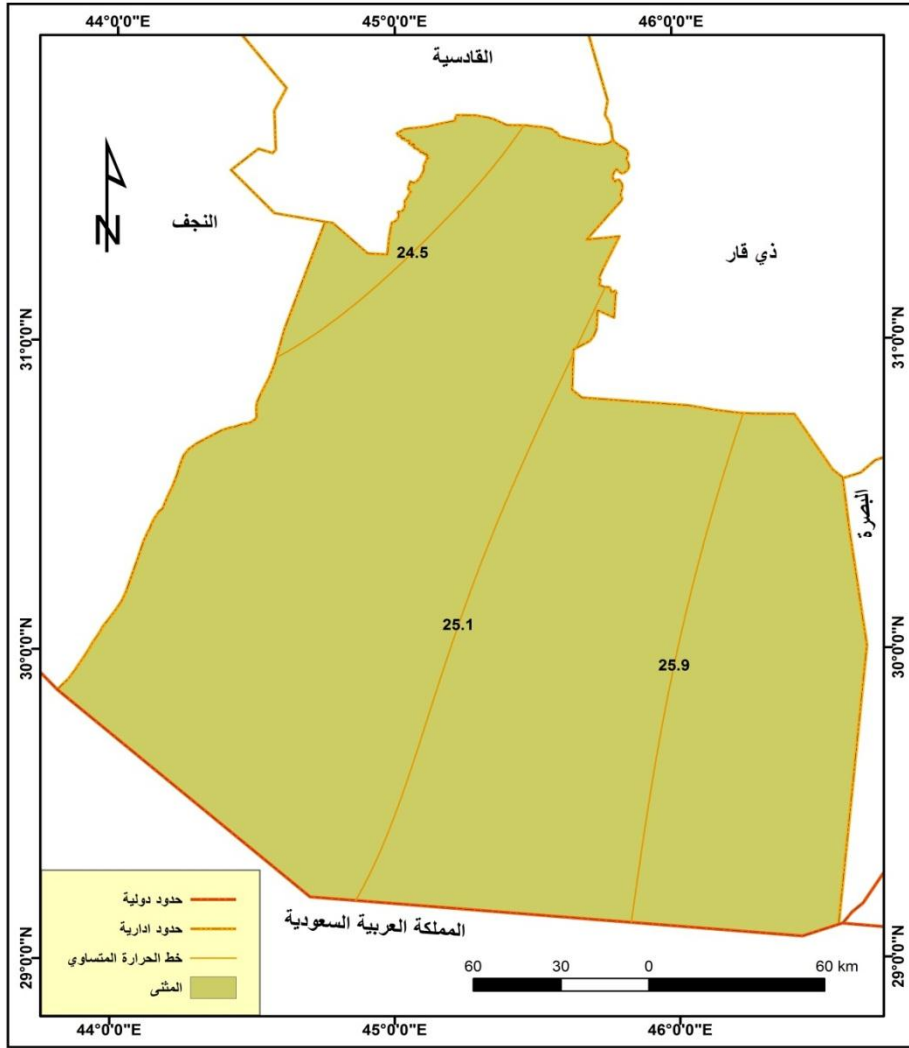 44°0'0"E
45°0'0"E
46°0'0"E
القادسية
النجف
N
ذي قار
24.5
31°0'0"N
31°0'0"N
البصرة
25.1
30°0'0"N
30°0'0"N
25.9
حدود دولية
حدود ادارية
خط الحرارة المتساوي
المثنى
المملكة العربية السعودية
29°0'0"N
29°0'0"N
60 30 0 60 km
44°0'0"E
45°0'0"E
46°0'0"E